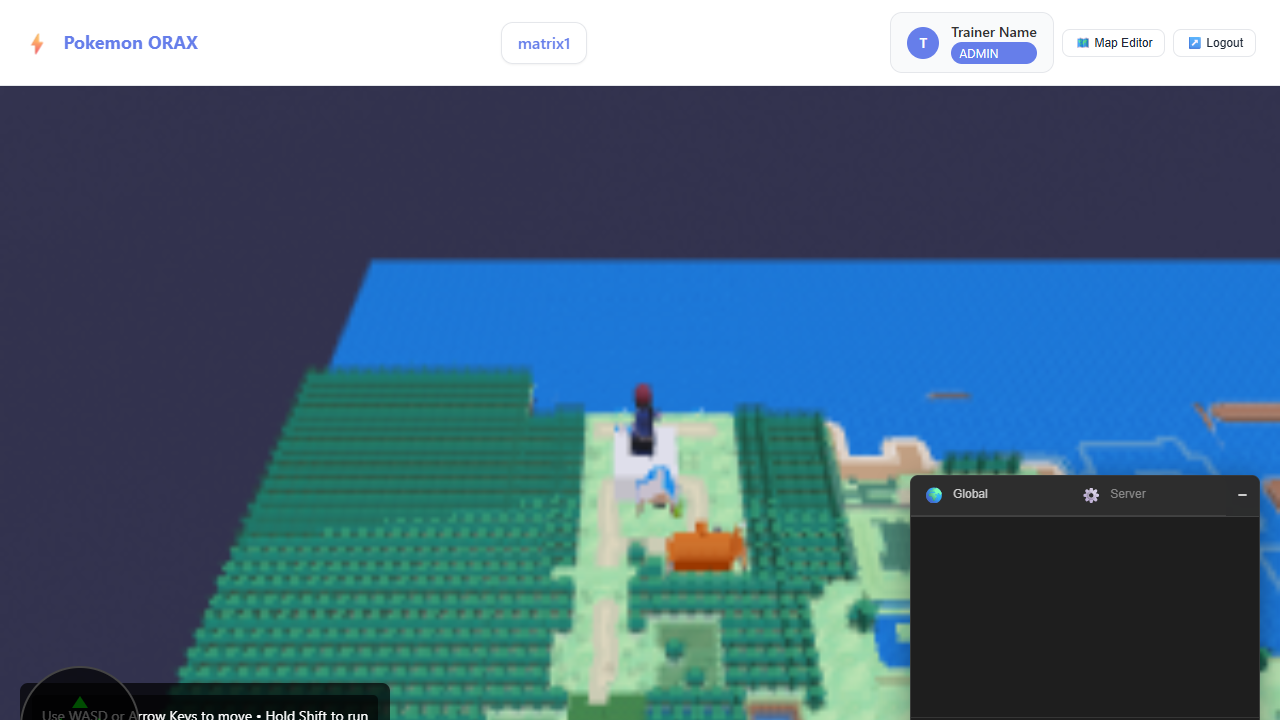 Pokemon ORAX
matrix1
T
Trainer Name
ADMIN
Map Editor
Logout
Global
Server
Use WASD or Arrow Keys to move • Hold Shift to run